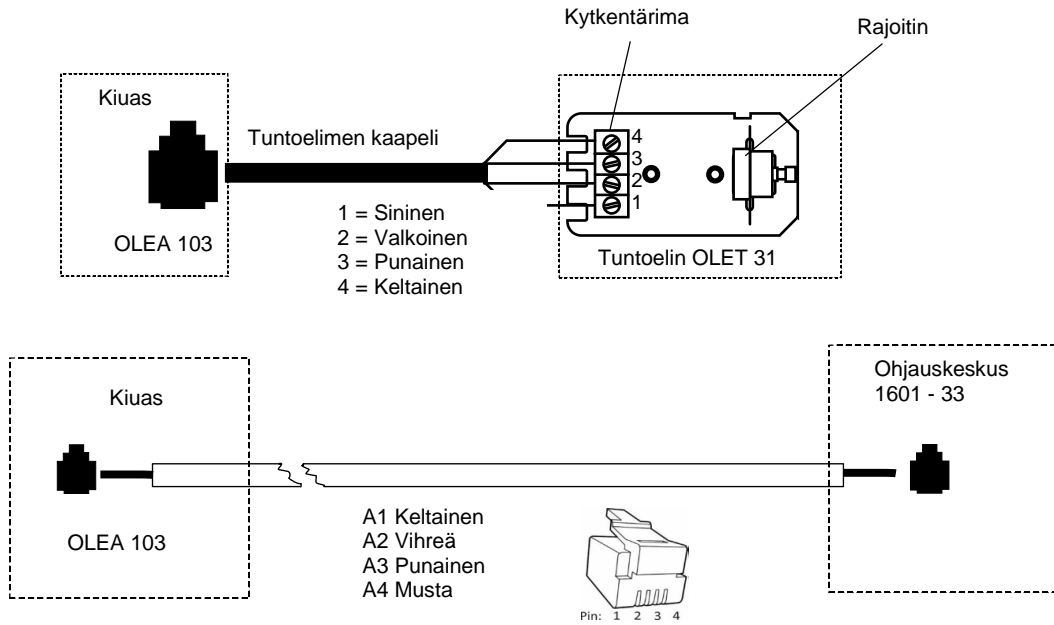 Kytkentärima
Rajoitin
Kiuas
Tuntoelimen kaapeli
4
3
2
1
OLEA 103
1 = Sininen
2 = Valkoinen
3 = Punainen
4 = Keltainen
Tuntoelin OLET 31
Kiuas
Ohjauskeskus
1601 - 33
OLEA 103
A1 Keltainen
A2 Vihreä
A3 Punainen
A4 Musta
Pin: 1 2 3 4